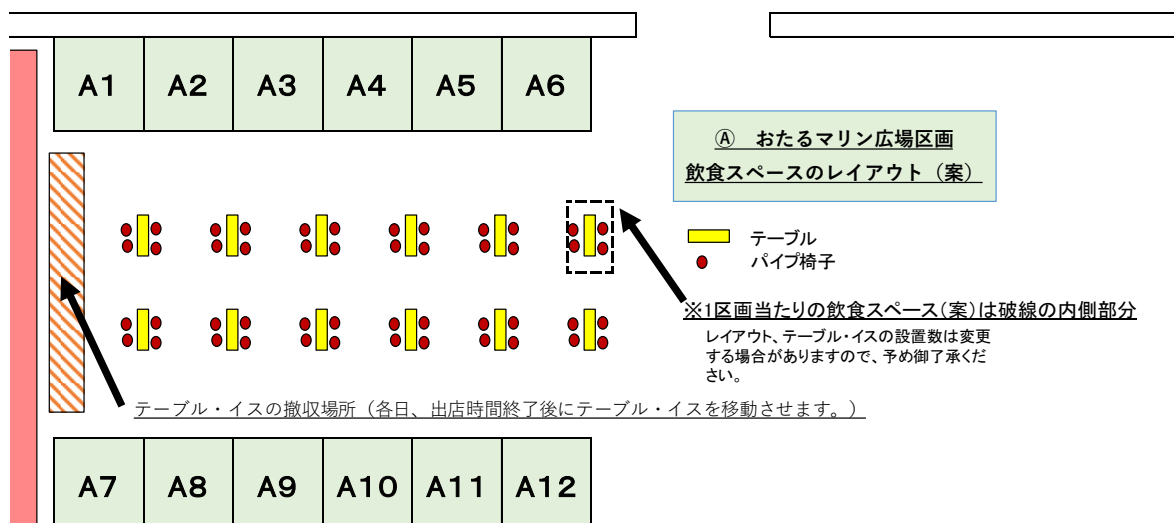 A1 A2 A3 A4 A5 A6
Ⓐ おたるマリン広場区画
飲食スペースのレイアウト（案）
テーブル
パイプ椅子
※1区画当たりの飲食スペース（案）は破線の内側部分
レイアウト、テーブル・イスの設置数は変更
する場合がありますので、予め御了承くだ
さい。
テーブル・イスの撤収場所（各日、出店時間終了後にテーブル・イスを移動させます。）
A7 A8 A9 A10 A11 A12